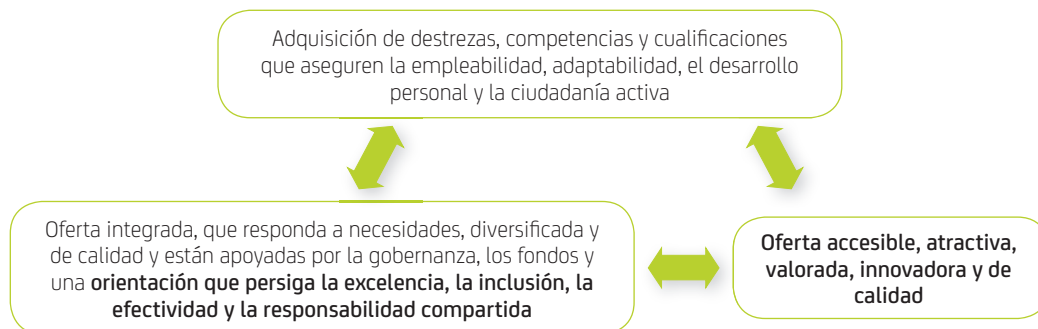 Adquisición de destrezas, competencias y cualificaciones
que aseguren la empleabilidad, adaptabilidad, el desarrollo
personal y la ciudadanía activa
Oferta integrada, que responda a necesidades, diversificada y
de calidad y están apoyadas por la gobernanza, los fondos y
una orientación que persiga la excelencia, la inclusión, la
efectividad y la responsabilidad compartida
Oferta accesible, atractiva,
valorada, innovadora y de
calidad